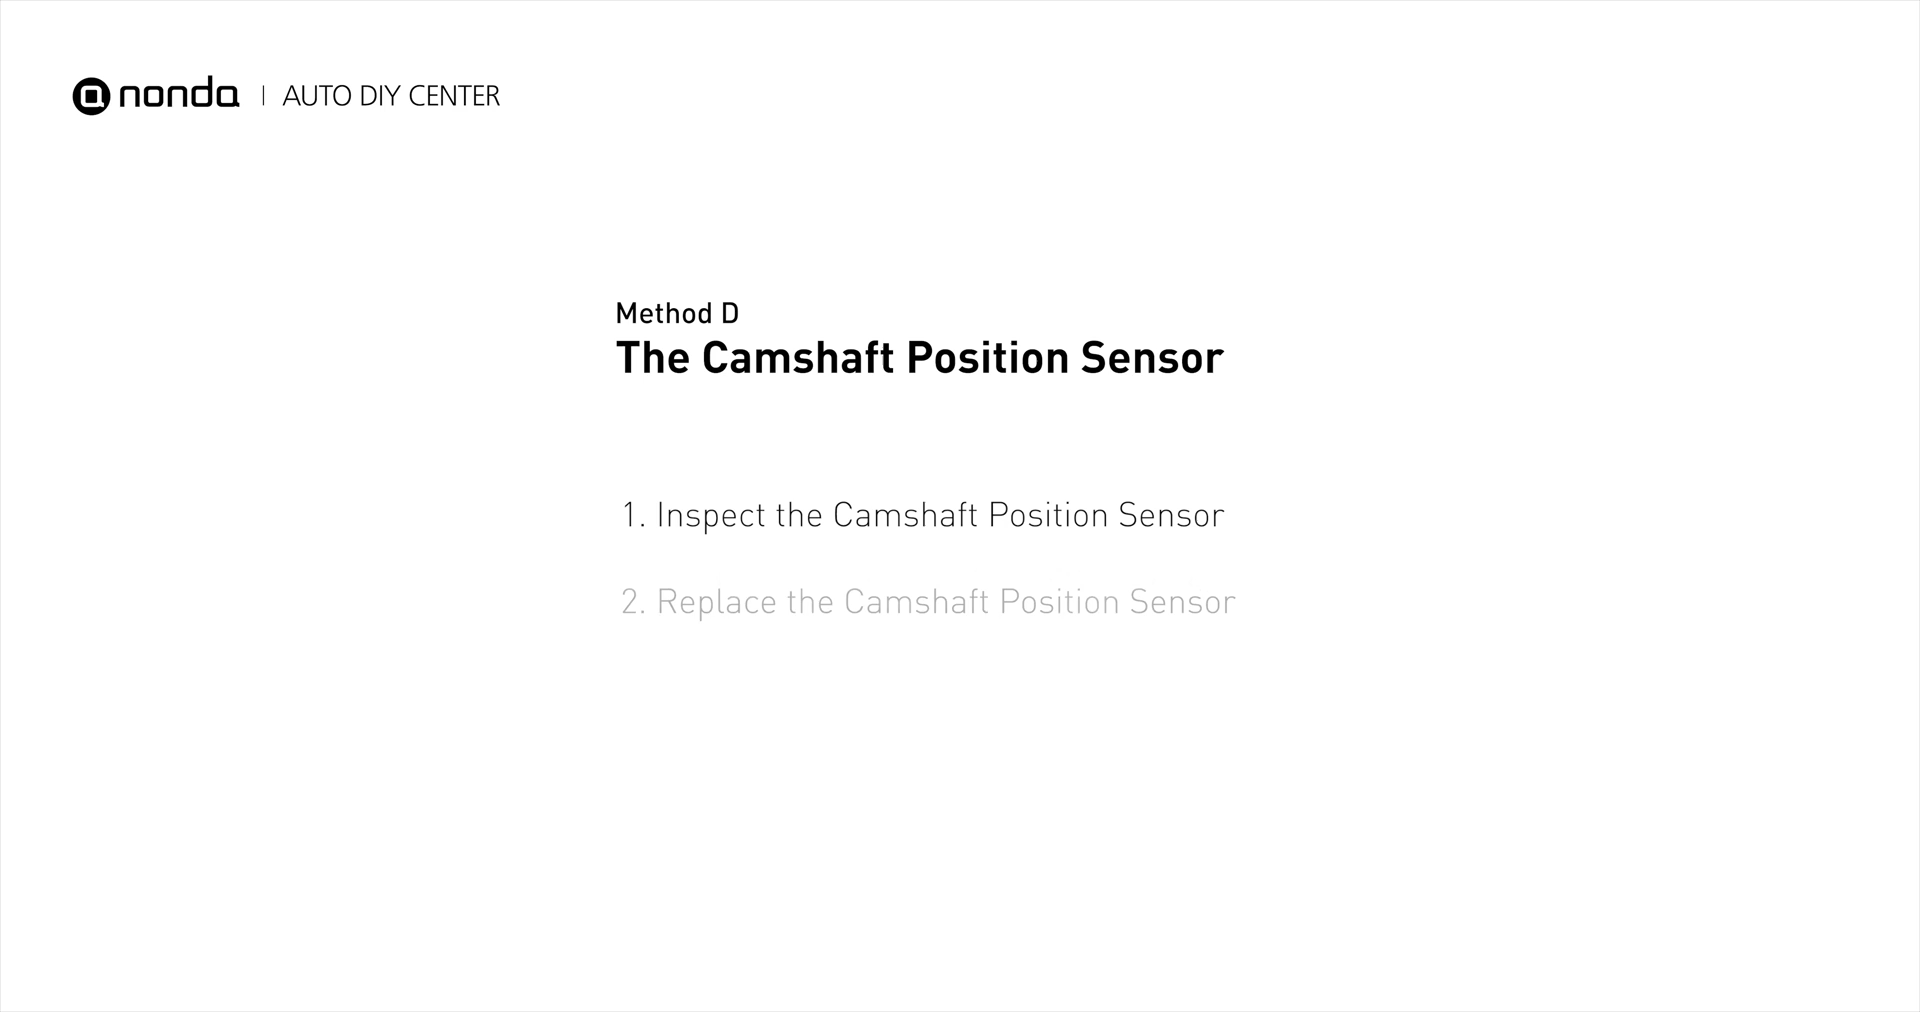 nonda | AUTO DIY CENTER
Method D
The Camshaft Position Sensor
1. Inspect the Camshaft Position Sensor
2. Replace the Camshaft Position Sensor